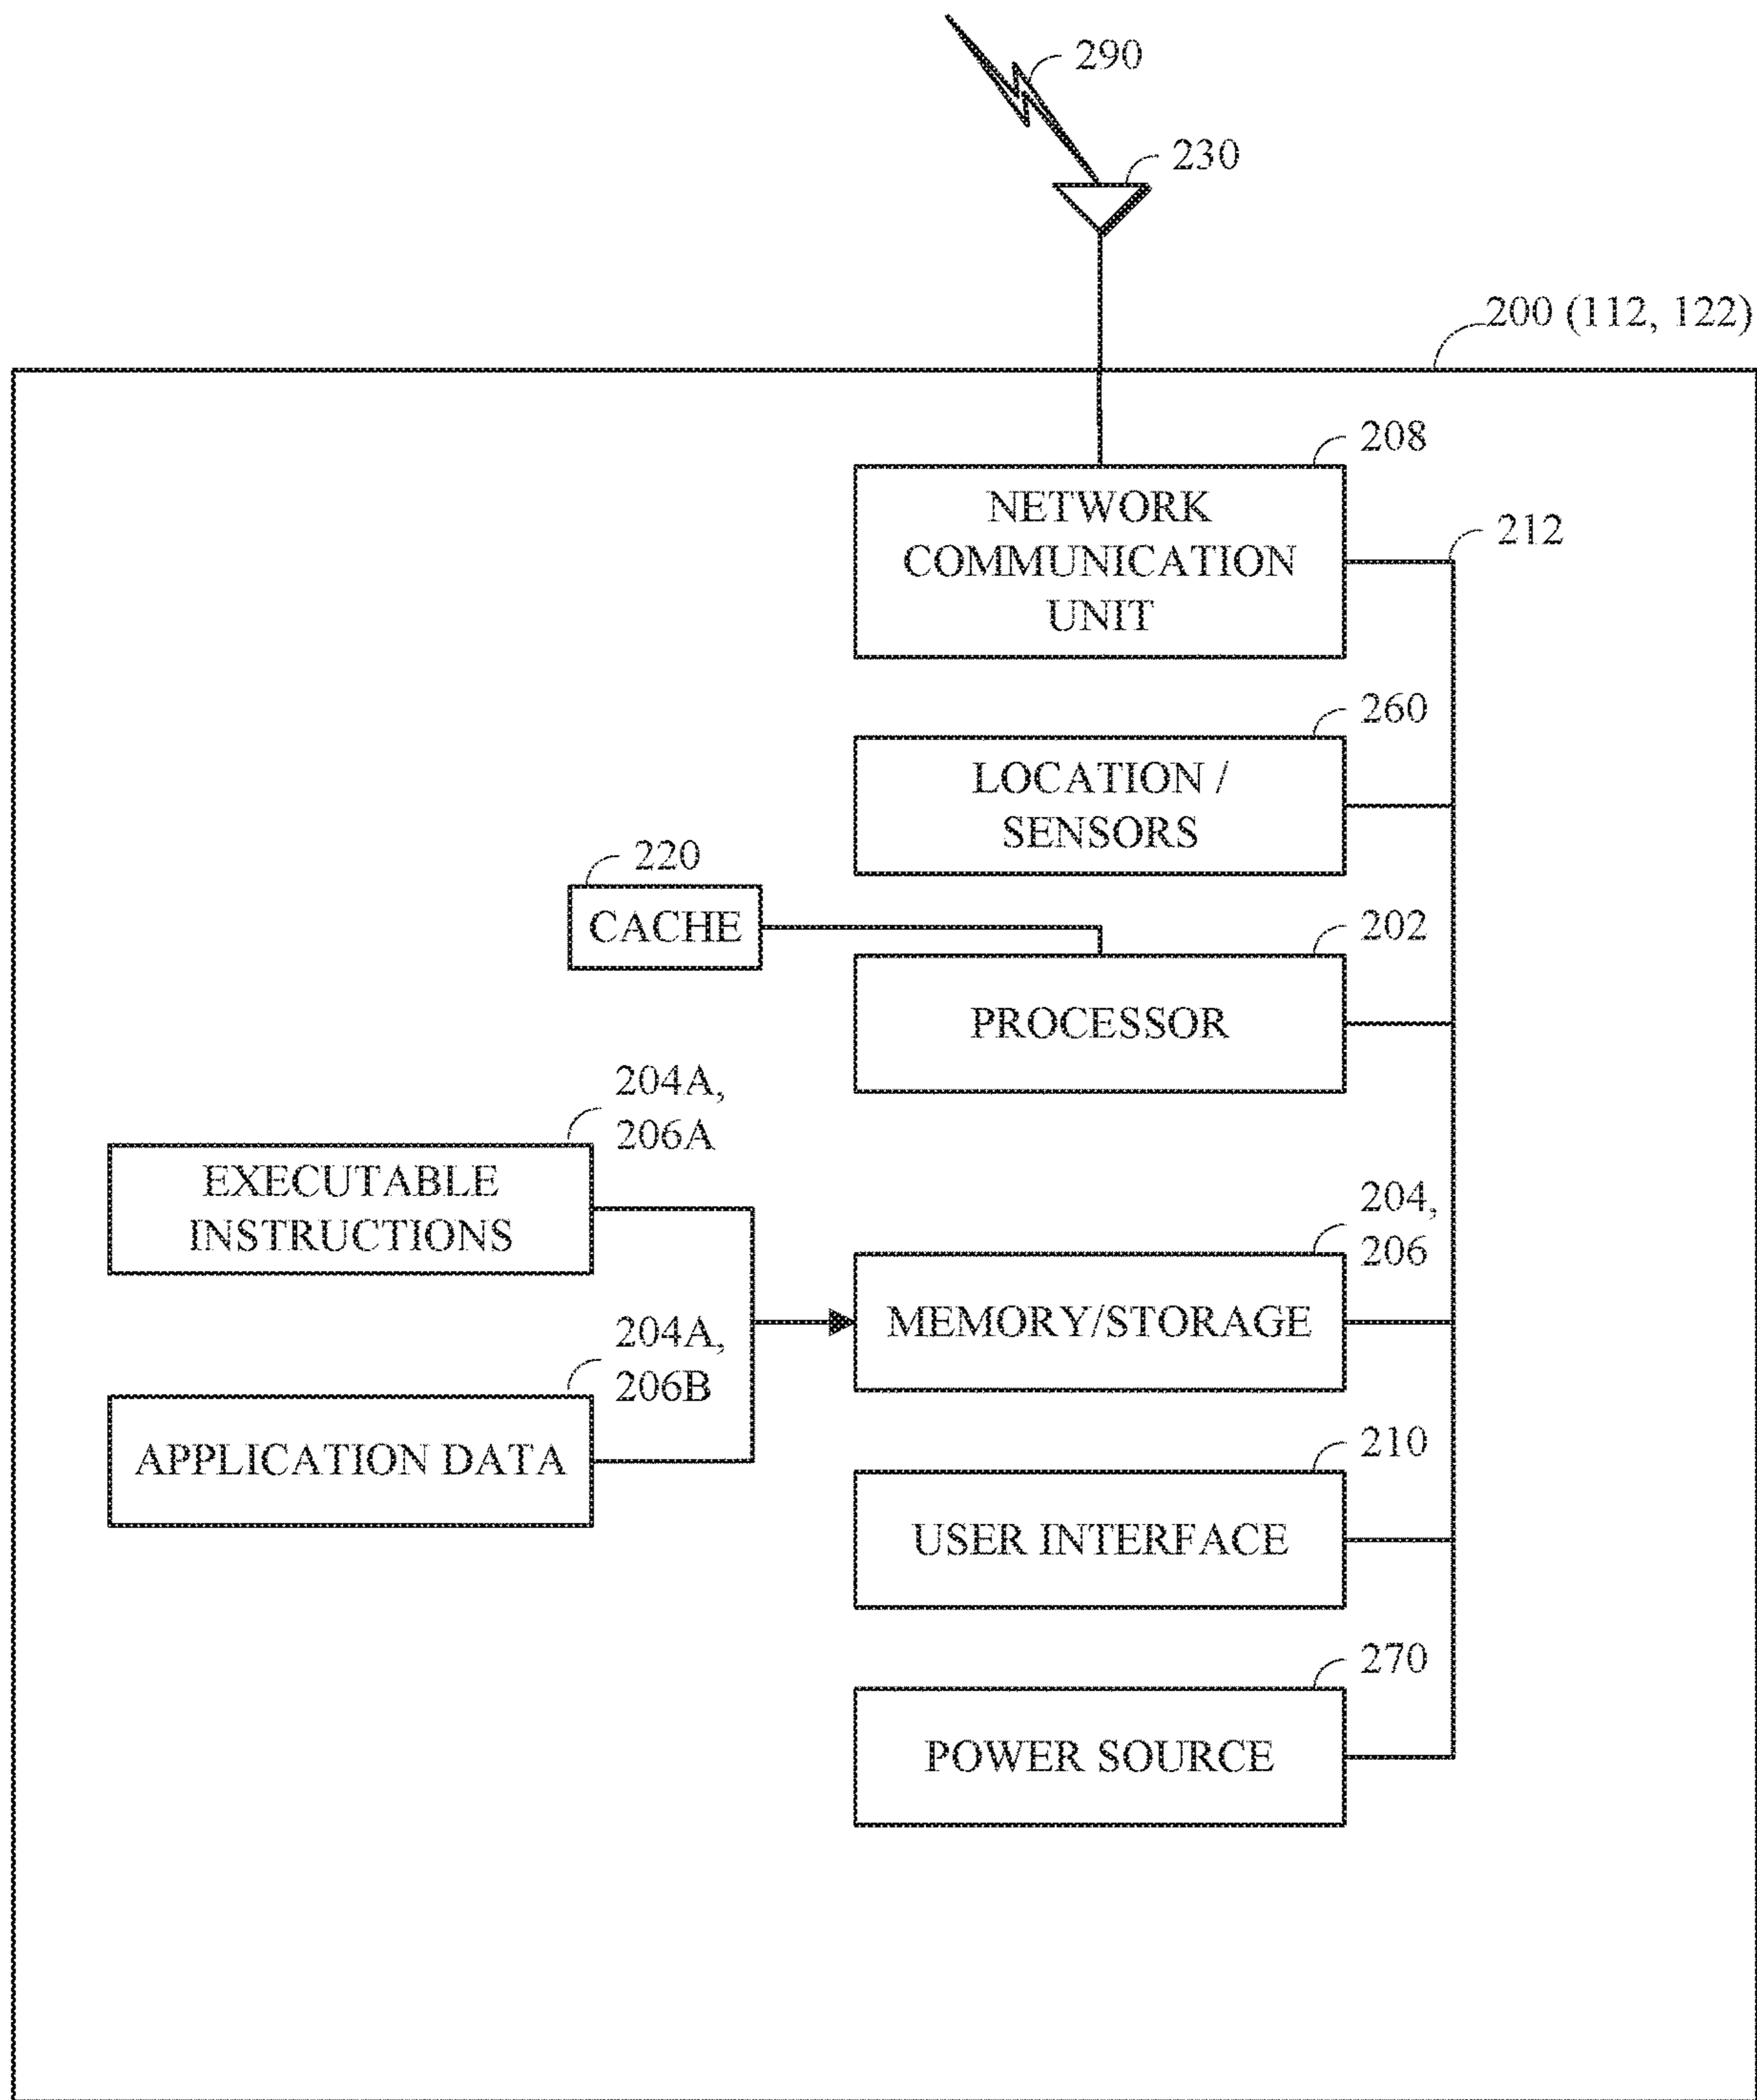 290
230
200 (112, 122)
208
NETWORK
COMMUNICATION
UNIT
212
260
LOCATION /
SENSORS
220
CACHE
202
PROCESSOR
204A,
206A
EXECUTABLE
INSTRUCTIONS
204,
206
MEMORY/STORAGE
204A,
206B
APPLICATION DATA
210
USER INTERFACE
270
POWER SOURCE